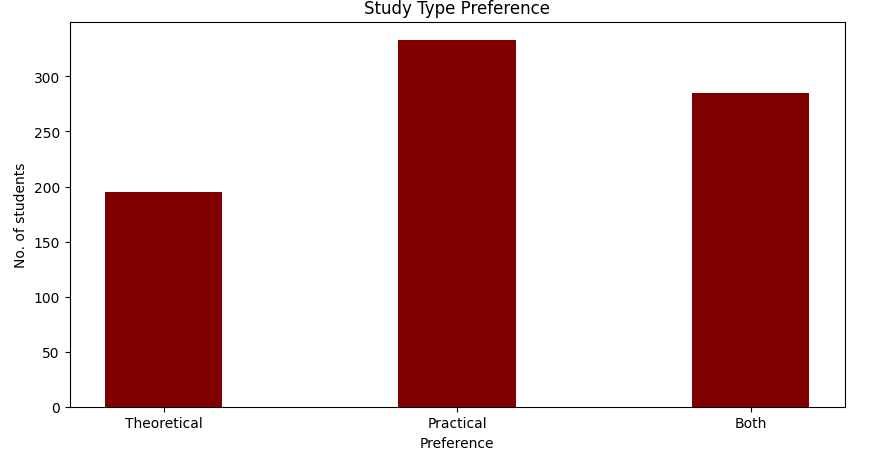 Study Type Preference
No. of students
300
250
200
150
100
50
0
Theoretical Practical Both
Preference